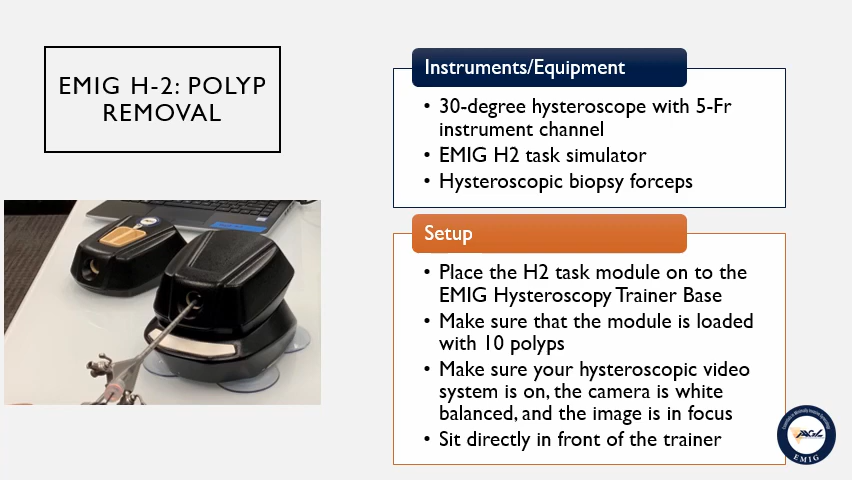 EMIG H-2: POLYP
REMOVAL
Instruments/Equipment
• 30-degree hysteroscope with 5-Fr
instrument channel
• EMIG H2 task simulator
• Hysteroscopic biopsy forceps
Setup
• Place the H2 task module on to the
EMIG Hysteroscopy Trainer Base
• Make sure that the module is loaded
with 10 polyps
• Make sure your hysteroscopic video
system is on, the camera is white
balanced, and the image is in focus
• Sit directly in front of the trainer
AAGL
EMIG